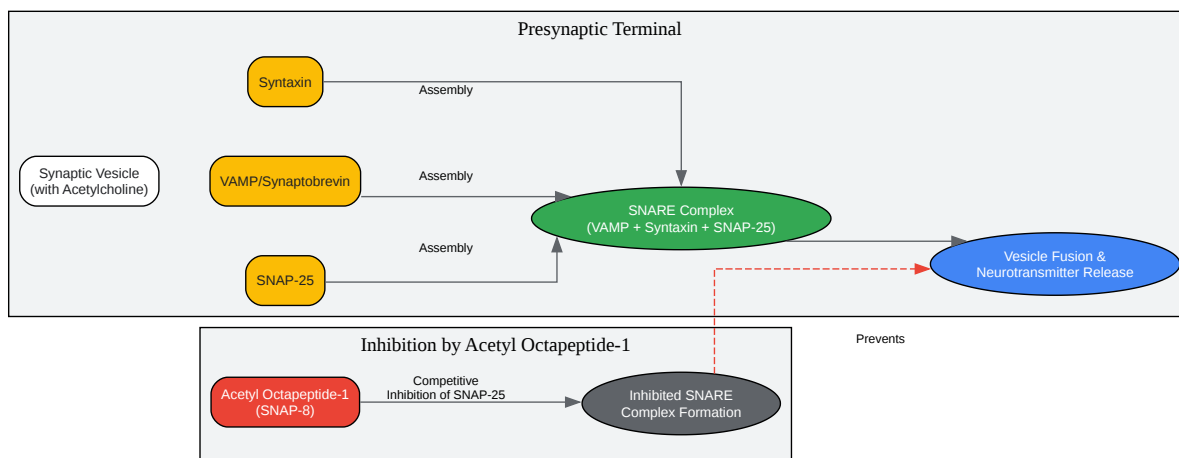 Presynaptic Terminal
Syntaxin
Assembly
Synaptic Vesicle
(with Acetylcholine)
VAMP/Synaptobrevin
Assembly
SNARE Complex
(VAMP + Syntaxin + SNAP-25)
Assembly
SNAP-25
Vesicle Fusion &
Neurotransmitter Release
Prevents
Inhibition by Acetyl Octapeptide-1
Acetyl Octapeptide-1
(SNAP-8)
Competitive
Inhibition of SNAP-25
Inhibited SNARE
Complex Formation